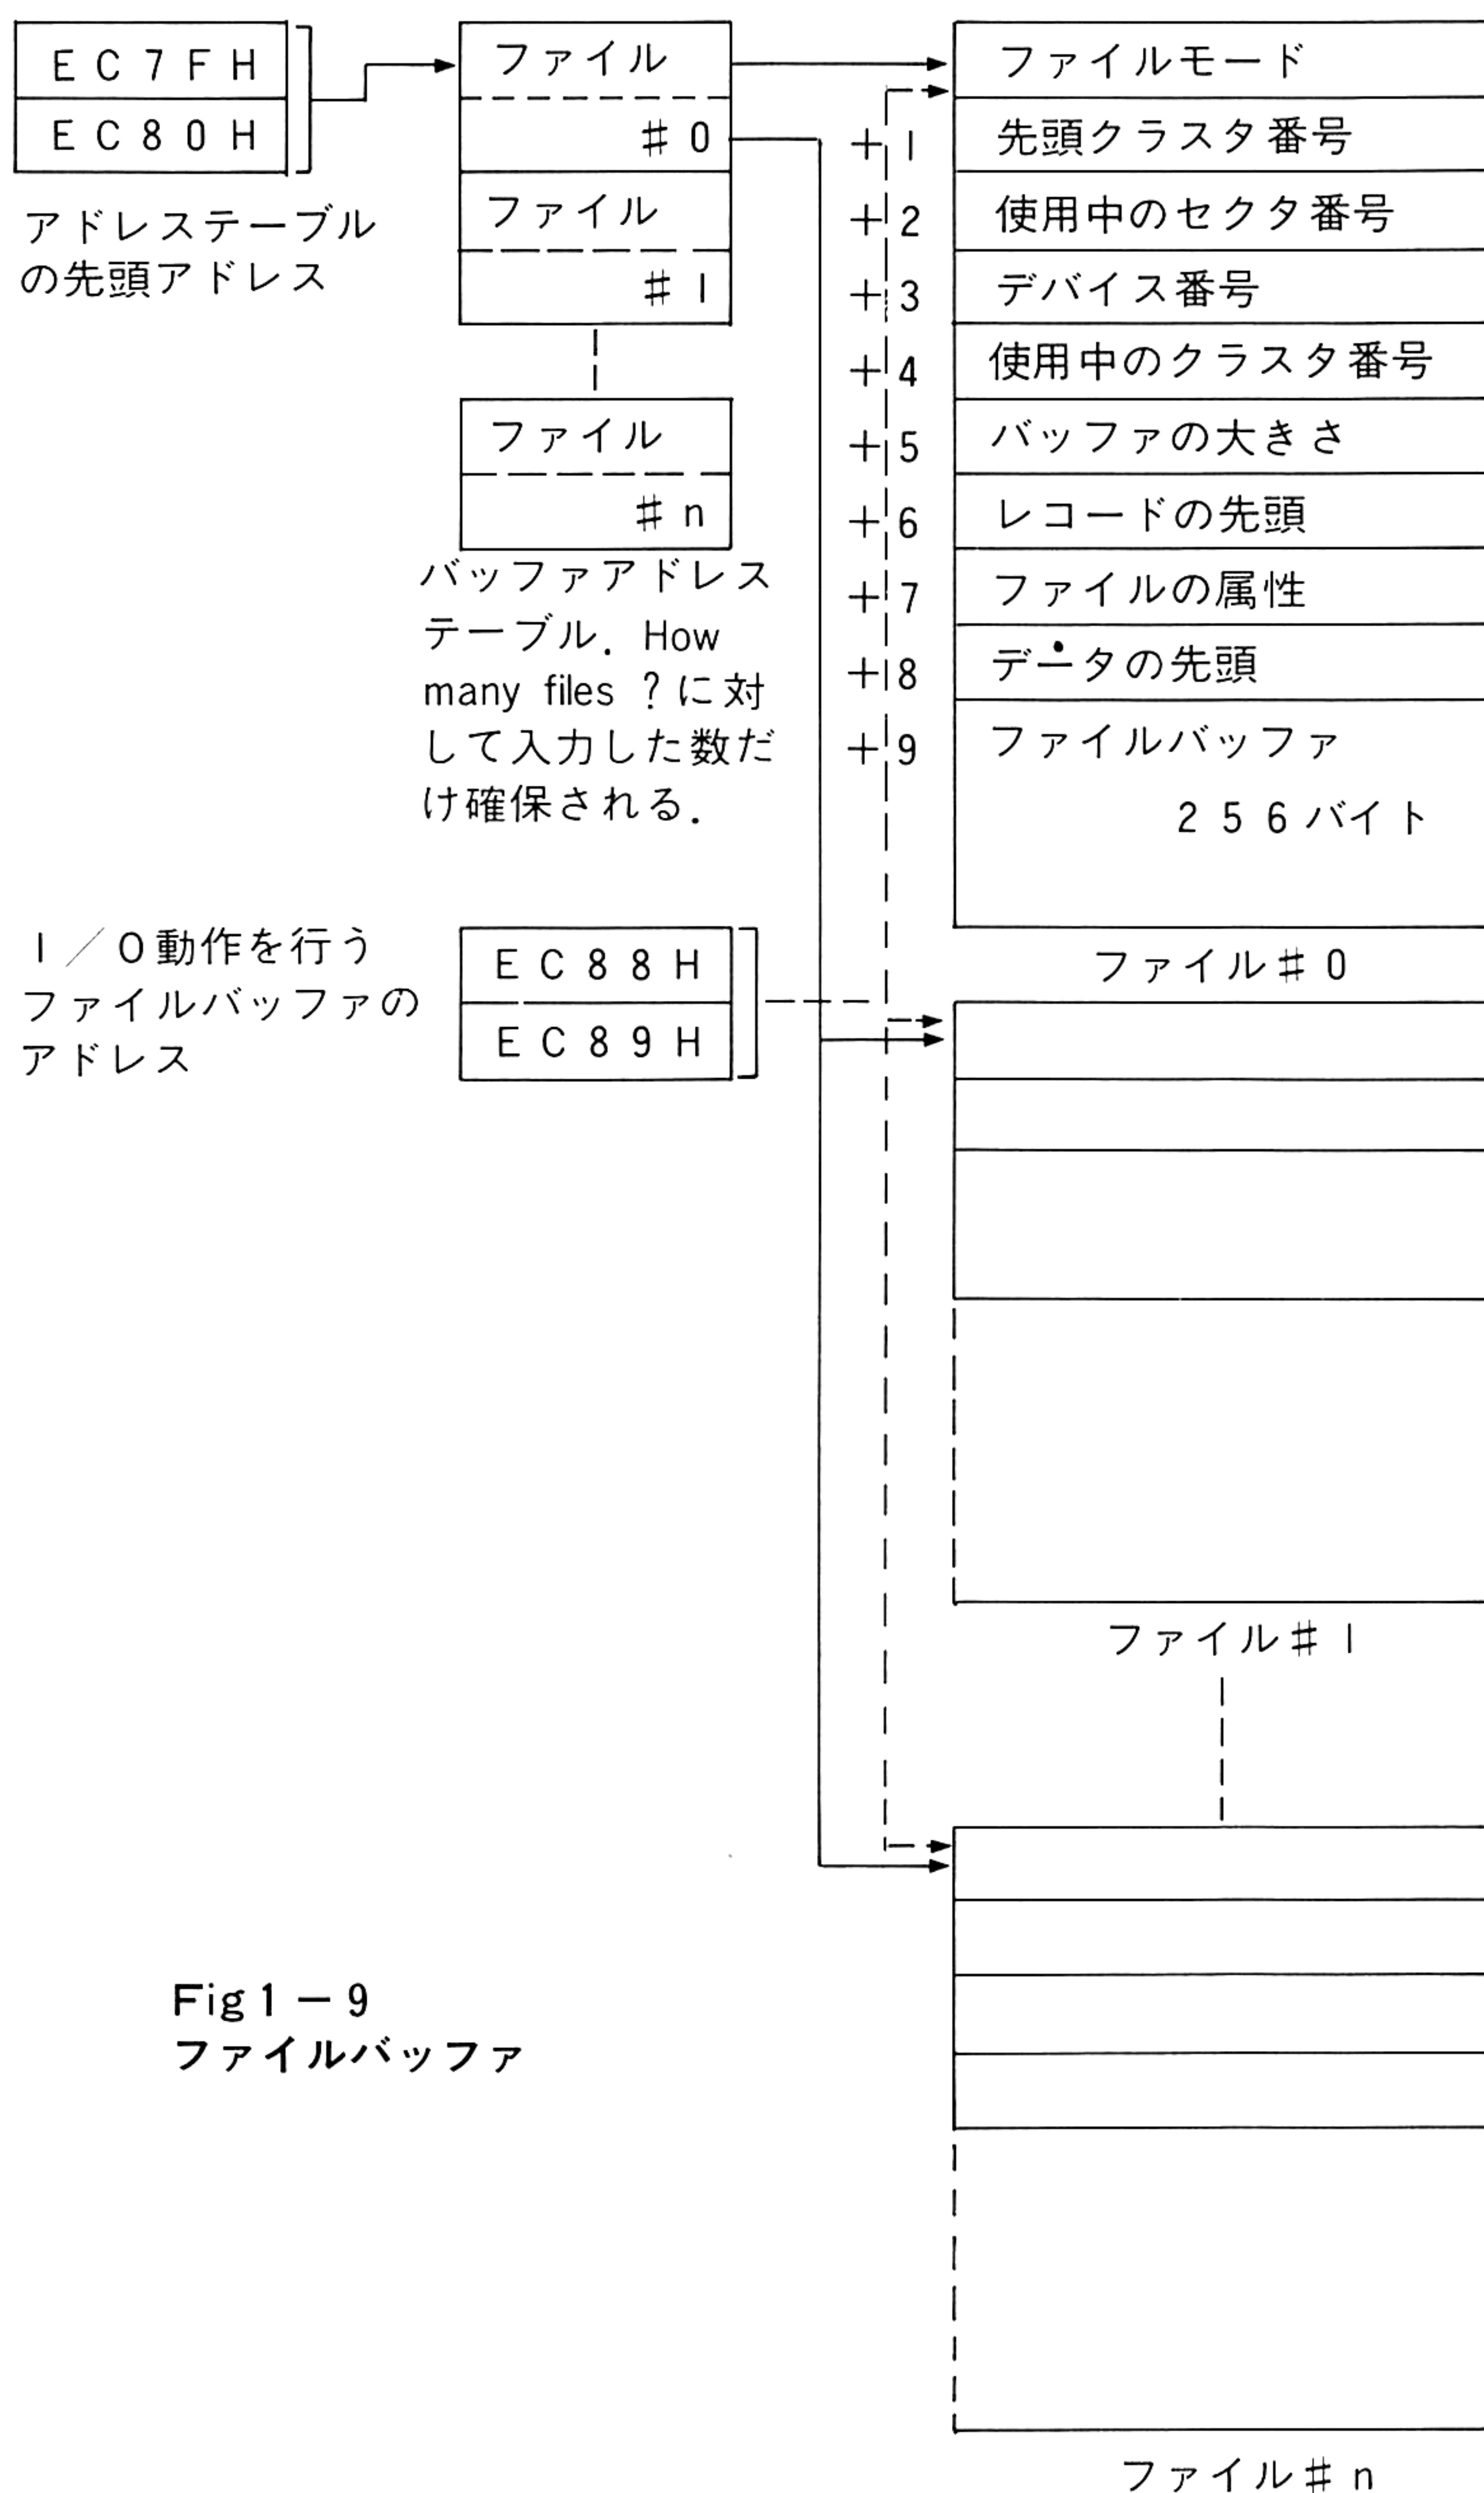 EC7FH
EC80H
アドレステーブル
の先頭アドレス
ファイル
#0
ファイル
#1
ファイル
#n
バッファアドレス
テーブル. How
many files ?に対
して入力した数だ
け確保される.
I/O動作を行う
ファイルバッファの
アドレス
EC88H
EC89H
ファイルモード
+1 先頭クラスタ番号
+2 使用中のセクタ番号
+3 デバイス番号
+4 使用中のクラスタ番号
+5 バッファの大きさ
+6 レコードの先頭
+7 ファイルの属性
+8 データの先頭
+9 ファイルバッファ
256バイト
ファイル#0
ファイル#1
ファイル#n
Fig1-9
ファイルバッファ